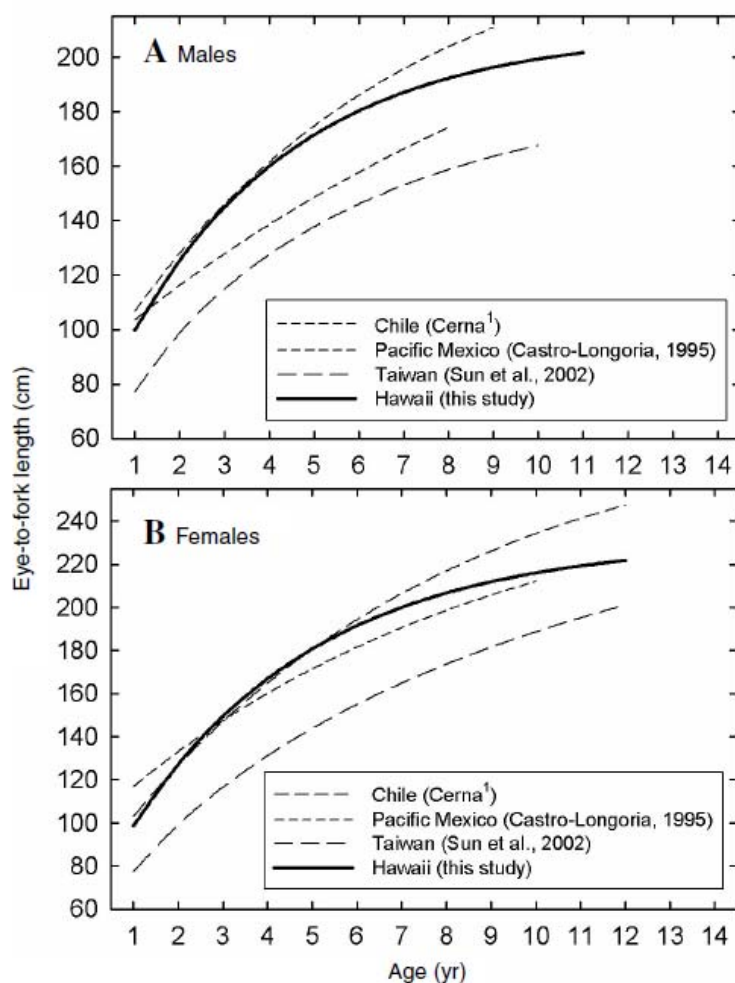 Eye-to-fork length (cm)
A Males
200
180
160
140
120
100
80
60
Chile (Cerna¹)
Pacific Mexico (Castro-Longoria, 1995)
Taiwan (Sun et al., 2002)
Hawaii (this study)
1 2 3 4 5 6 7 8 9 10 11 12 13 14
B Females
240
220
200
180
160
140
120
100
80
60
Chile (Cerna¹)
Pacific Mexico (Castro-Longoria, 1995)
Taiwan (Sun et al., 2002)
Hawaii (this study)
1 2 3 4 5 6 7 8 9 10 11 12 13 14
Age (yr)